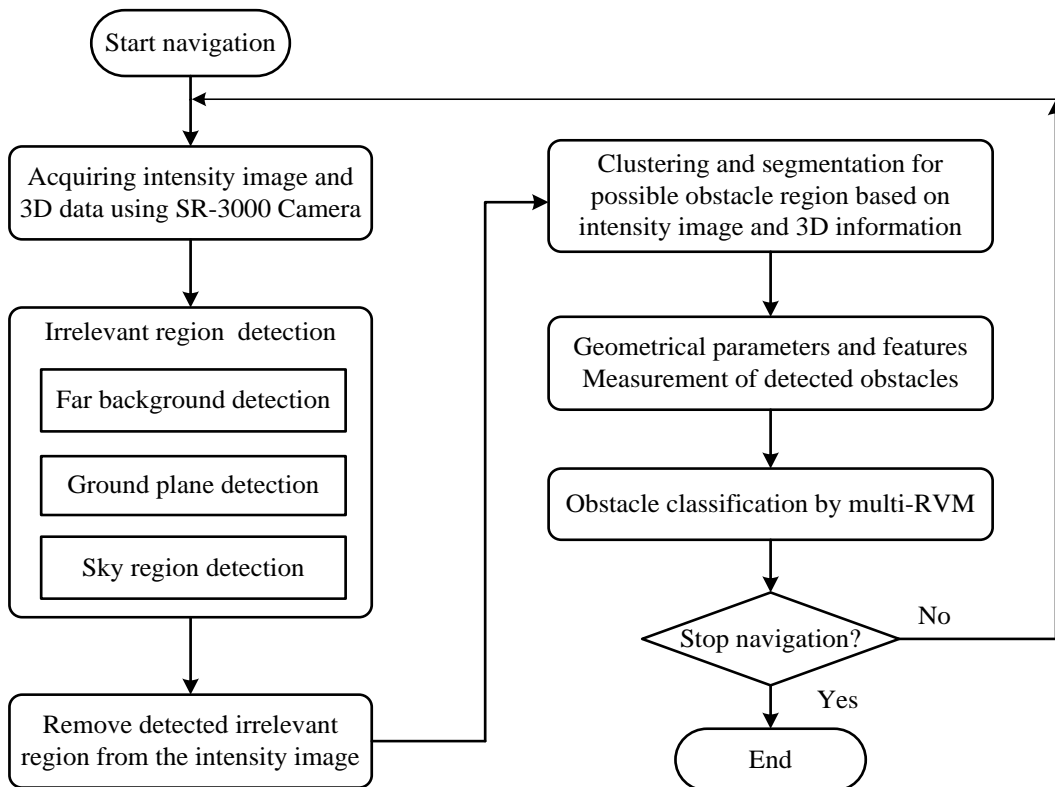 Start navigation
Acquiring intensity image and
3D data using SR-3000 Camera
Irrelevant region  detection
Far background detection
Ground plane detection
Sky region detection
Remove detected irrelevant
region from the intensity image
Clustering and segmentation for
possible obstacle region based on
intensity image and 3D information
Geometrical parameters and features
Measurement of detected obstacles
Obstacle classification by multi-RVM
Stop navigation?
No
Yes
End